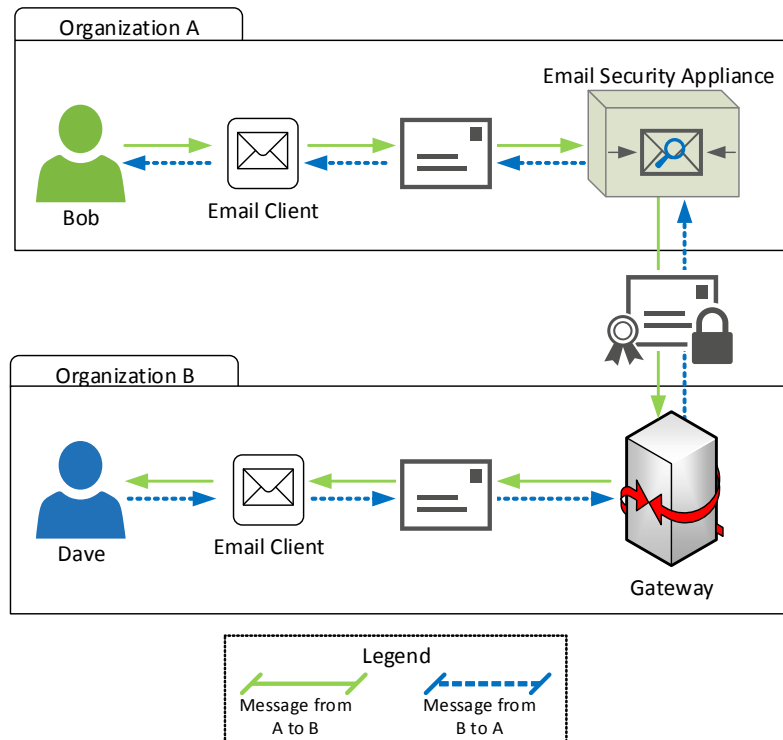 Organization A
Email Security Appliance
Bob
Email Client
Organization B
Dave
Email Client
Gateway
Legend
Message from
A to B
Message from
B to A